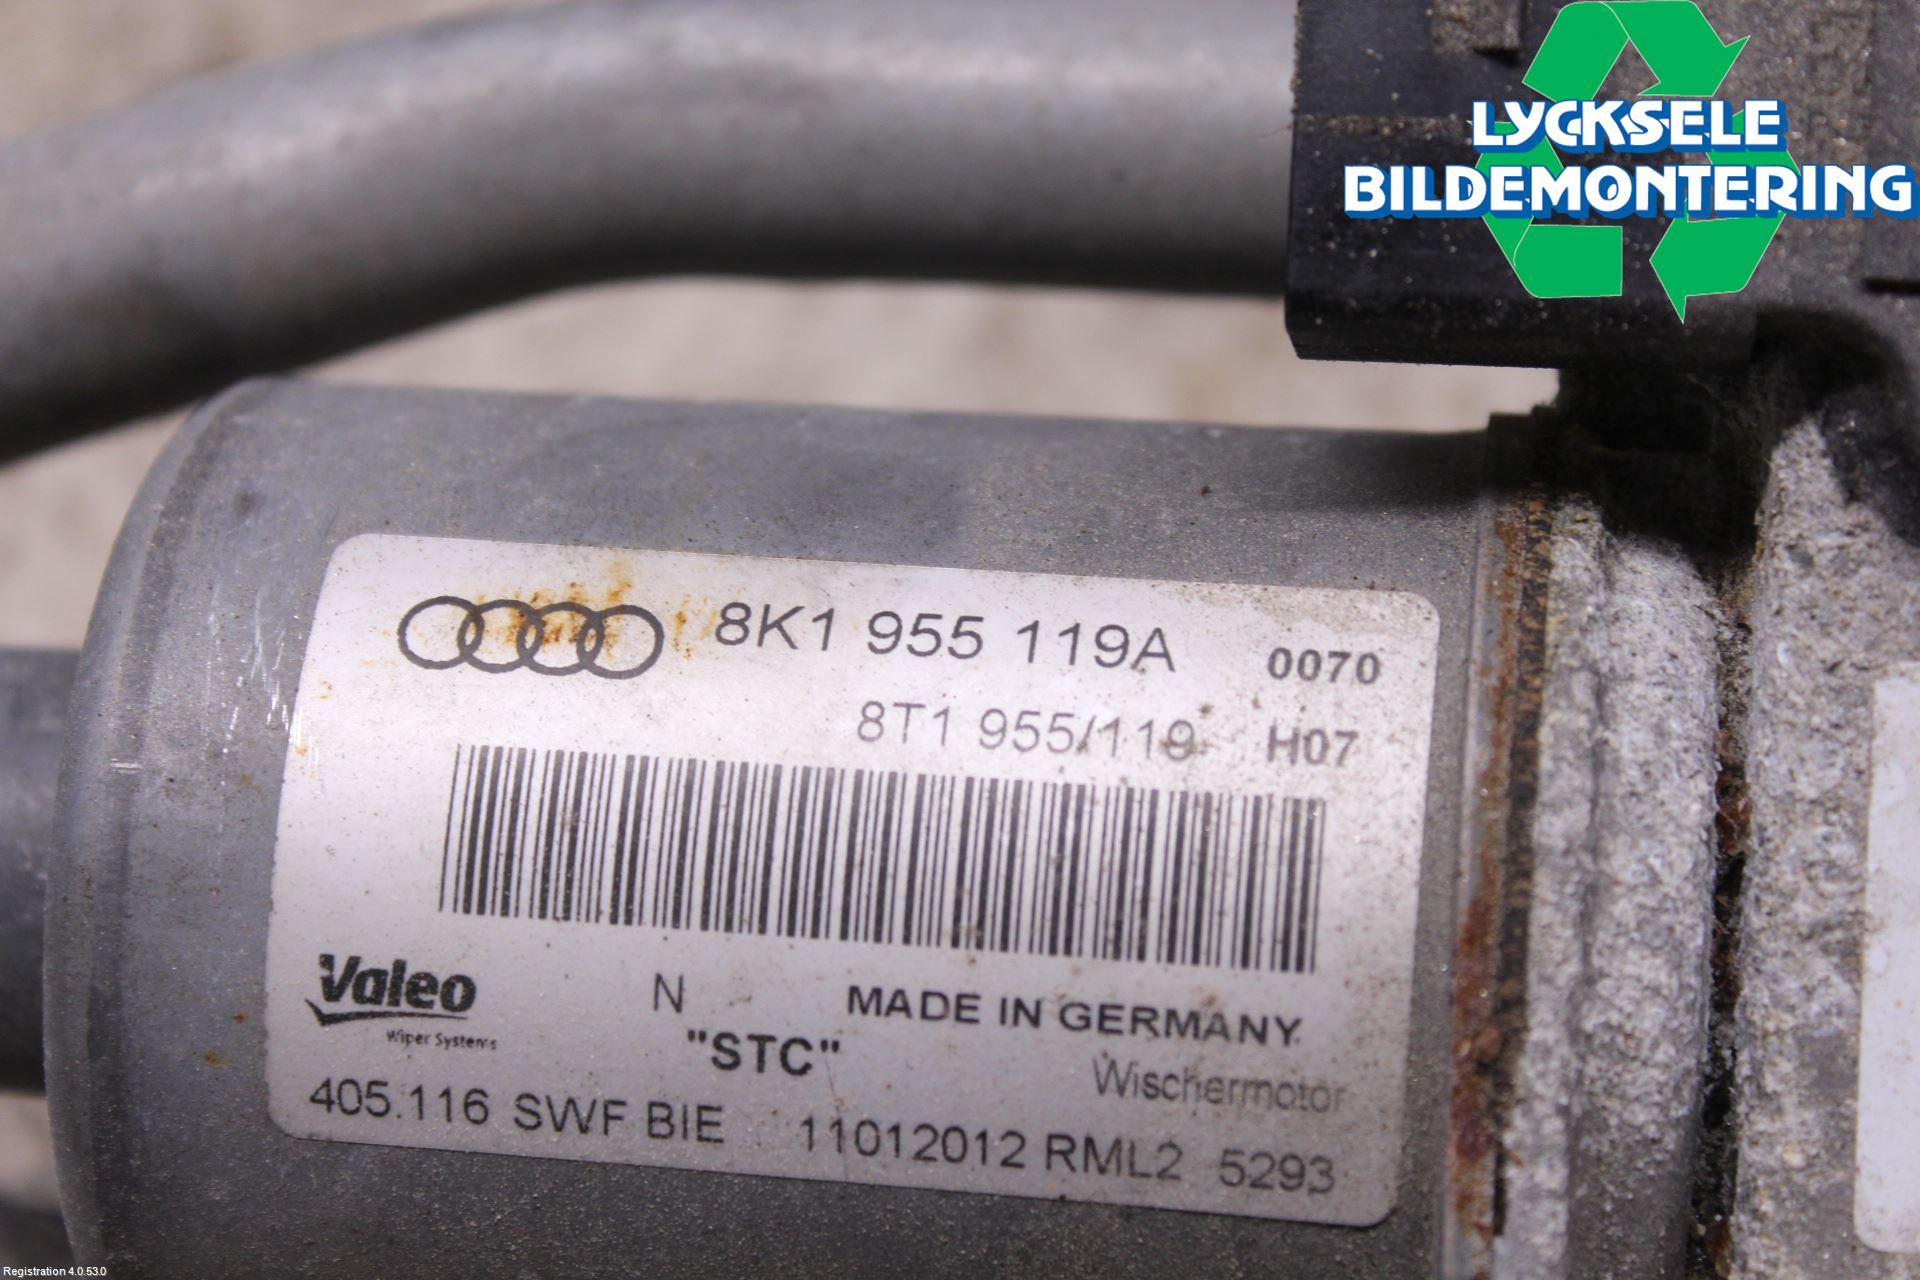 LYCKSELE
BILDEMONTERING
8K1 955 119A 0070
8T1 955/119 H07
Valeo
Wiper Systems
N
MADE IN GERMANY
"STC"
Wischermotor
405.116 SWF BIE 11012012 RML2 5293
Registration 4.0.53.0